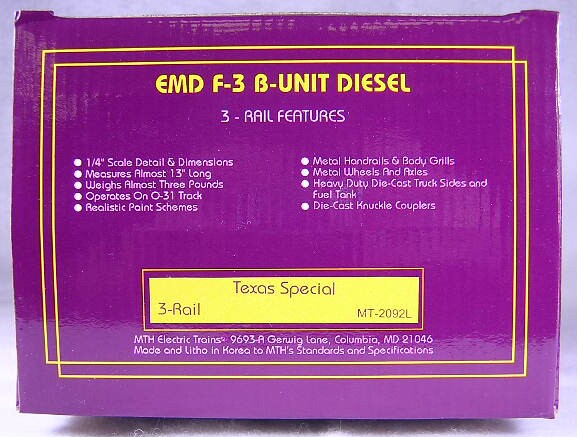 EMD F-3 B-UNIT DIESEL
3 - RAIL FEATURES
● 1/4" Scale Detail & Dimensions
● Measures Almost 13" Long
● Weighs Almost Three Pounds
● Operates On O-31 Track
● Realistic Paint Schemes
● Metal Handrails & Body Grills
● Metal Wheels And Axles
● Heavy Duty Die-Cast Truck Sides and
Fuel Tank
● Die-Cast Knuckle Couplers
Texas Special
3-Rail MT-2092L
MTH Electric Trains® 9693-A Gerwig Lane, Columbia, MD 21046
Made and Litho in Korea to MTH's Standards and Specifications